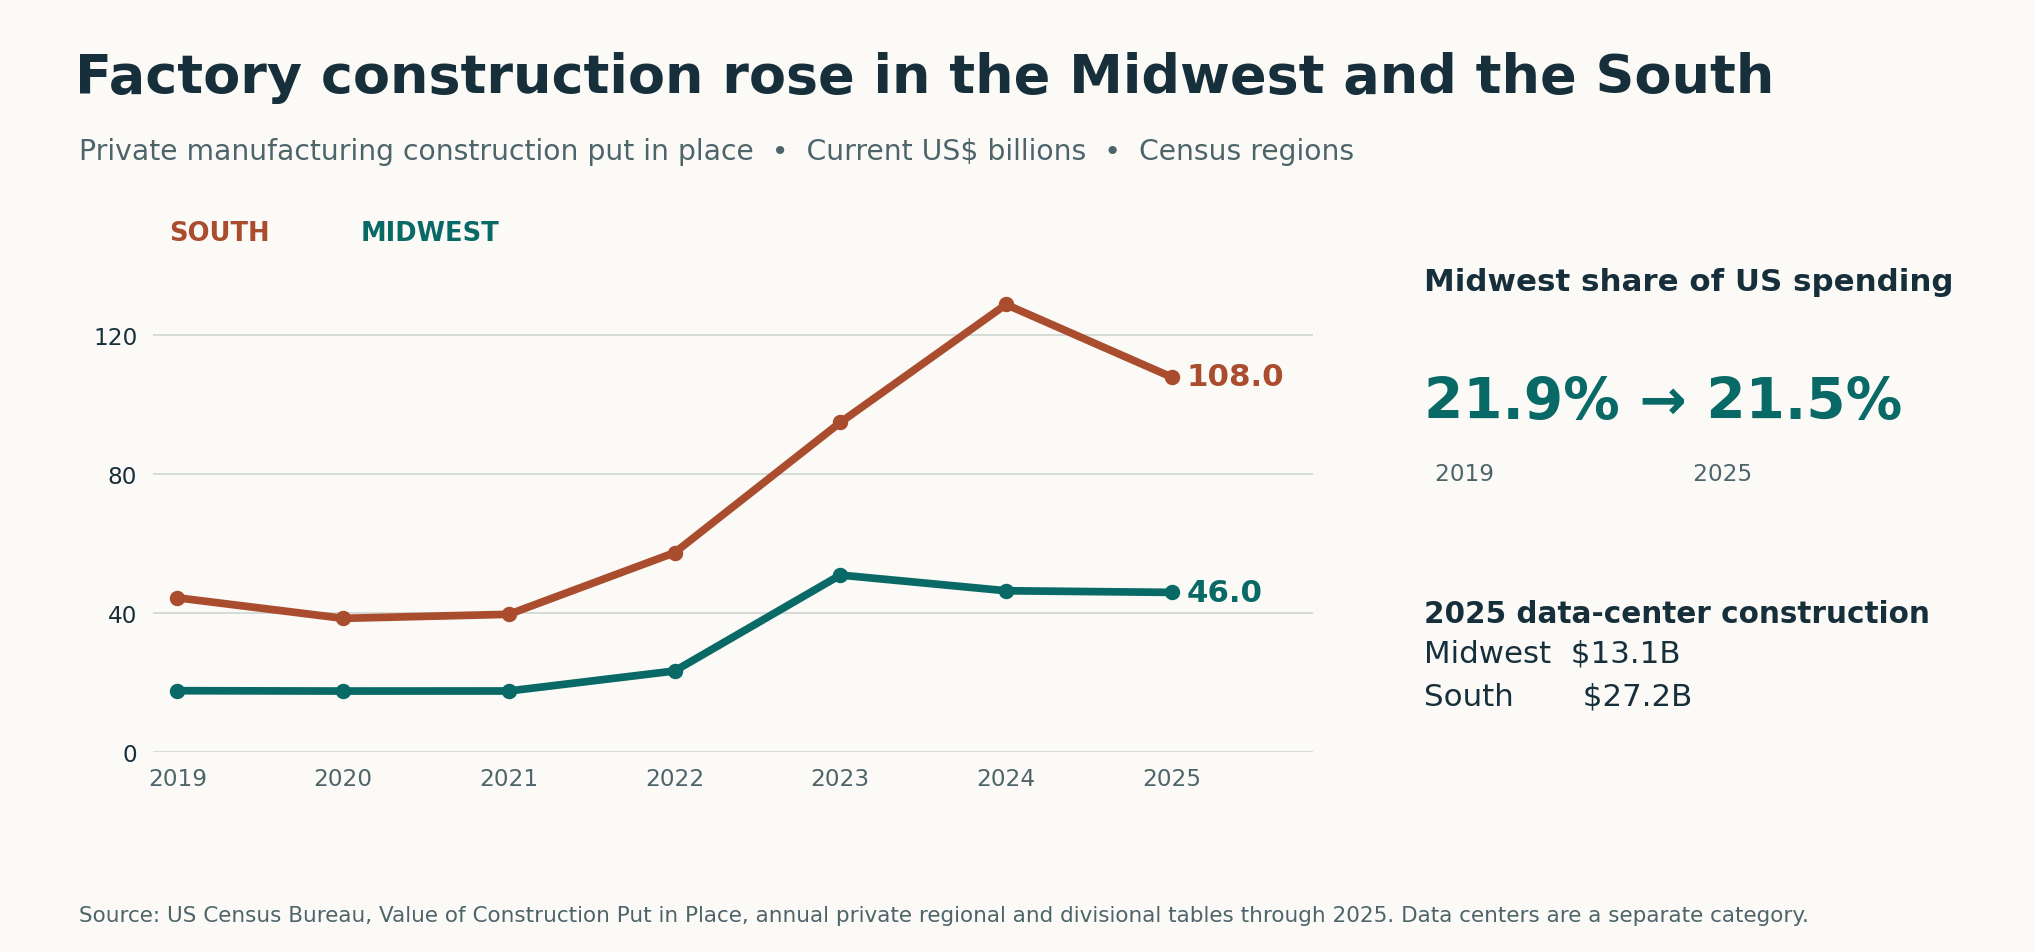 Factory construction rose in the Midwest and the South
Private manufacturing construction put in place • Current US$ billions • Census regions
SOUTH MIDWEST
Midwest share of US spending
120
108.0
21.9% → 21.5%
2019 2025
80
46.0
40
2025 data-center construction
Midwest $13.1B
South $27.2B
0
2019 2020 2021 2022 2023 2024 2025
Source: US Census Bureau, Value of Construction Put in Place, annual private regional and divisional tables through 2025. Data centers are a separate category.